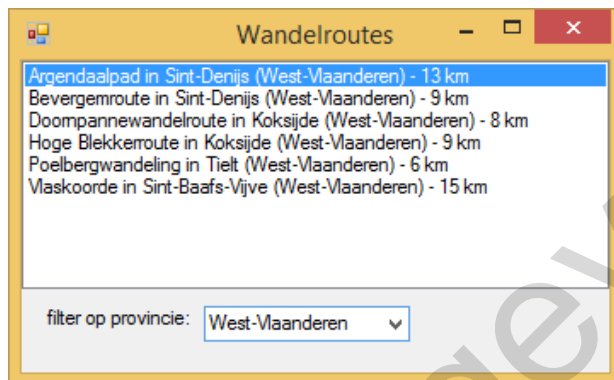 Wandelroutes
Argendaalpad in Sint-Denijs (West-Vlaanderen) - 13 km
Bevergemroute in Sint-Denijs (West-Vlaanderen) - 9 km
Doornpannewandelroute in Koksijde (West-Vlaanderen) - 8 km
Hoge Blekkerroute in Koksijde (West-Vlaanderen) - 9 km
Poelbergwandeling in Tielt (West-Vlaanderen) - 6 km
Vlaskoorde in Sint-Baafs-Vijve (West-Vlaanderen) - 15 km
filter op provincie: West-Vlaanderen